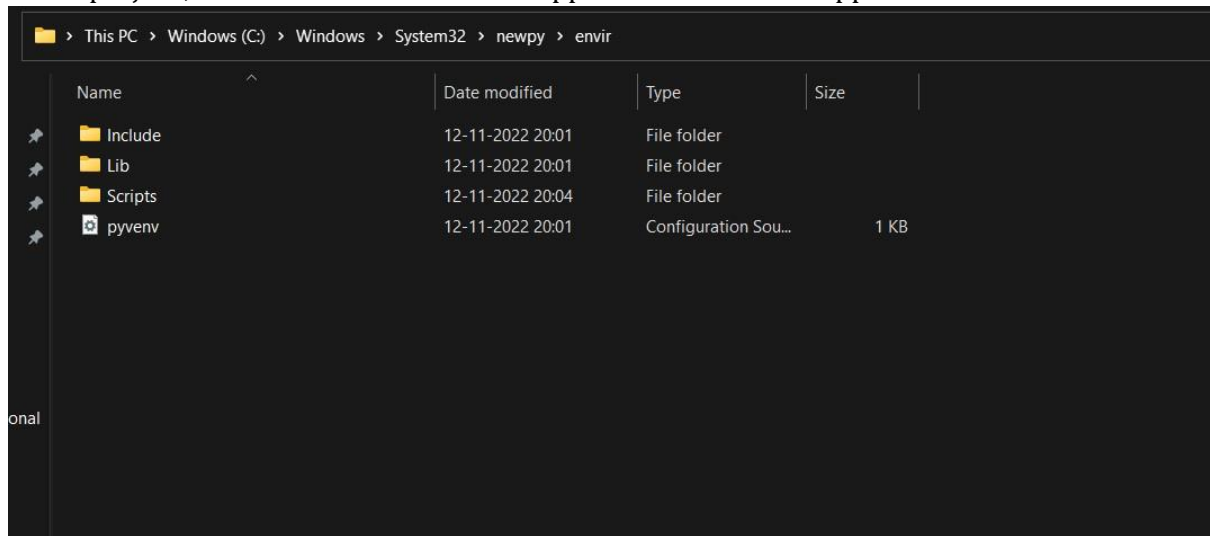 This PC > Windows (C:) > Windows > System32 > newpy > envir
Name Date modified Type Size
Include 12-11-2022 20:01 File folder
Lib 12-11-2022 20:01 File folder
Scripts 12-11-2022 20:04 File folder
pyvenv 12-11-2022 20:01 Configuration Sou... 1 KB
onal